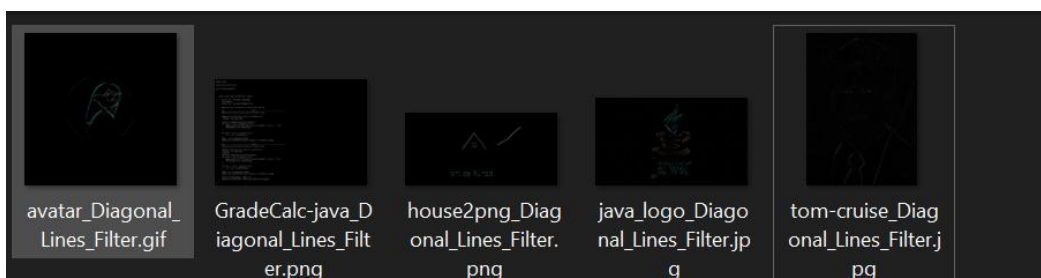 avatar_Diagonal_
Lines_Filter.gif
GradeCalc-java_D
iagonal_Lines_Filt
er.png
house2png_Diag
onal_Lines_Filter.
png
java_logo_Diago
nal_Lines_Filter.jp
g
tom-cruise_Diag
onal_Lines_Filter.j
pg